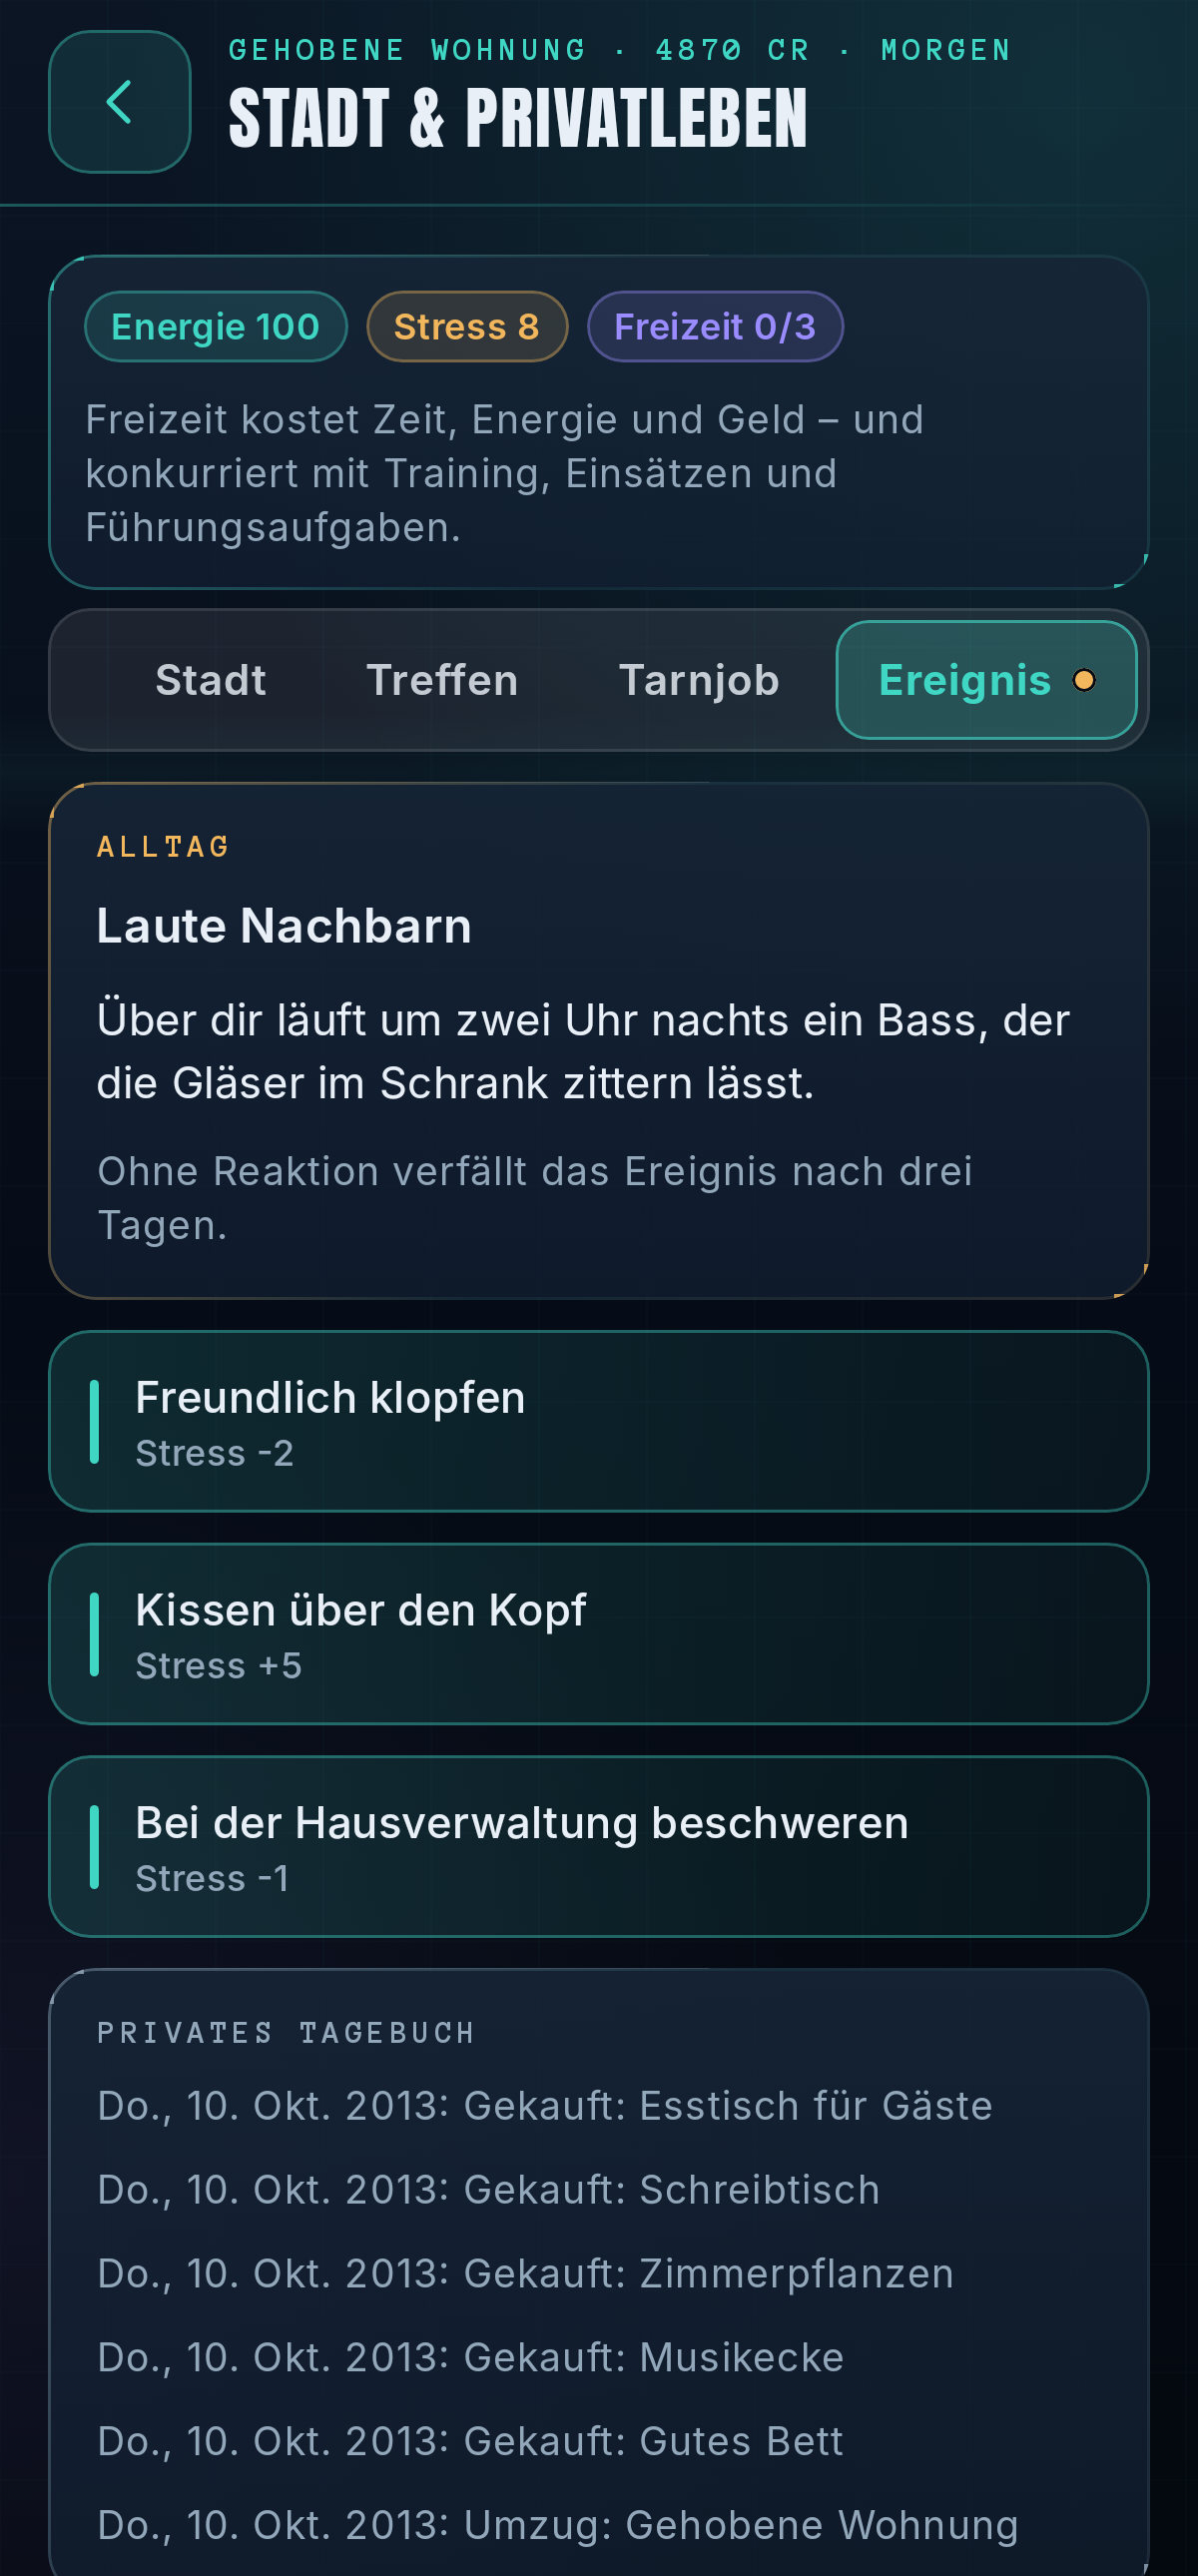 GEHOBENE WOHNUNG · 4870 CR · MORGEN
STADT & PRIVATLEBEN
Energie 100
Stress 8
Freizeit 0/3
Freizeit kostet Zeit, Energie und Geld – und
konkurriert mit Training, Einsätzen und
Führungsaufgaben.
Stadt
Treffen
Tarnjob
Ereignis
ALLTAG
Laute Nachbarn
Über dir läuft um zwei Uhr nachts ein Bass, der
die Gläser im Schrank zittern lässt.
Ohne Reaktion verfällt das Ereignis nach drei
Tagen.
Freundlich klopfen
Stress -2
Kissen über den Kopf
Stress +5
Bei der Hausverwaltung beschweren
Stress -1
PRIVATES TAGEBUCH
Do., 10. Okt. 2013: Gekauft: Esstisch für Gäste
Do., 10. Okt. 2013: Gekauft: Schreibtisch
Do., 10. Okt. 2013: Gekauft: Zimmerpflanzen
Do., 10. Okt. 2013: Gekauft: Musikecke
Do., 10. Okt. 2013: Gekauft: Gutes Bett
Do., 10. Okt. 2013: Umzug: Gehobene Wohnung